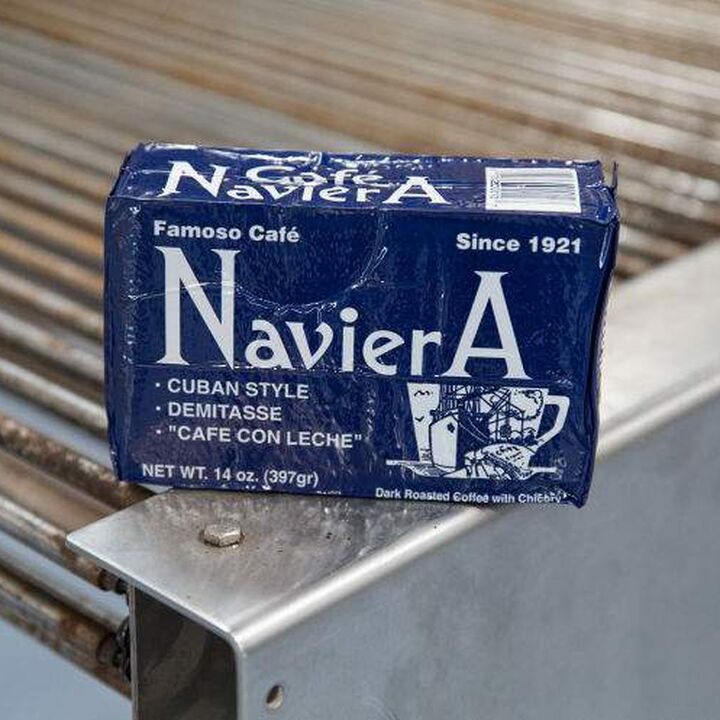 Café
NavierA
Famoso Café
Since 1921
NavierA
· CUBAN STYLE
· DEMITASSE
· "CAFE CON LECHE"
NET WT. 14 oz. (397gr)
Dark Roasted Coffee with Chicory